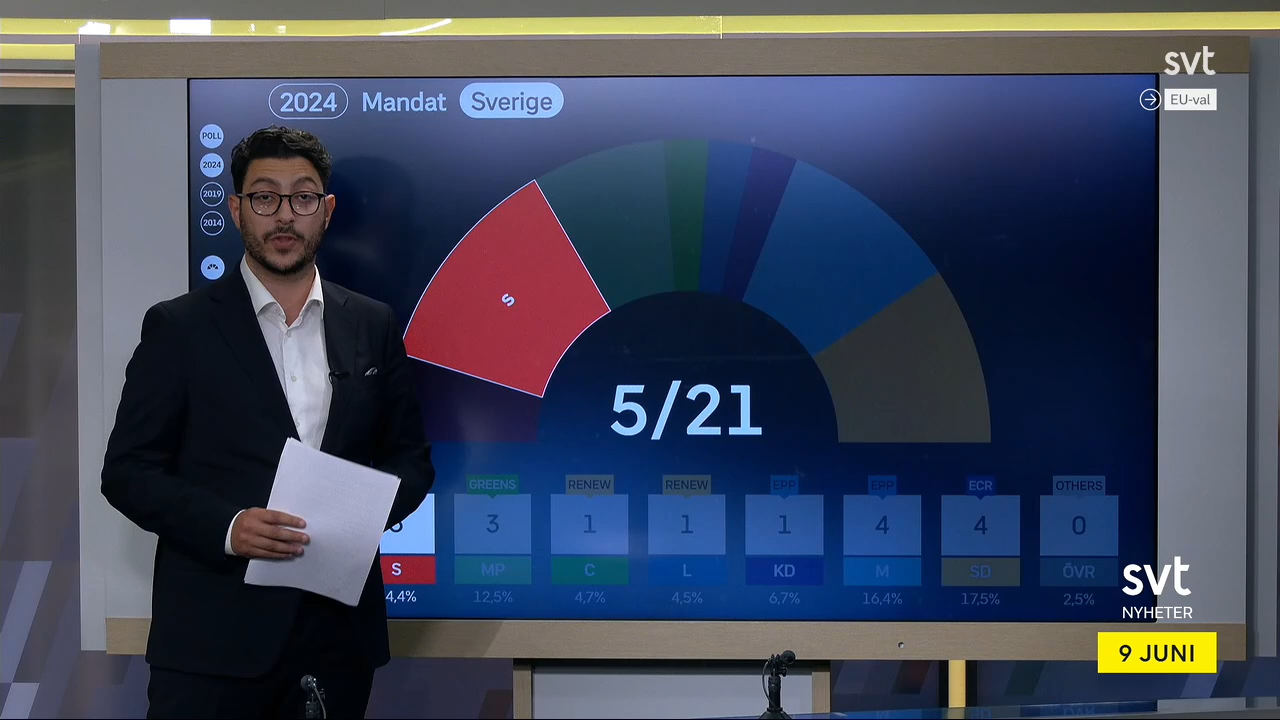 svt
EU-val
2024 Mandat Sverige
POLL
2024
2019
2014
S
5/21
GREENS RENEW RENEW EPP EPP ECR OTHERS
3 1 1 1 4 4 0
S MP C L KD M SD ÖVR
4,4% 12,5% 4,7% 4,5% 6,7% 16,4% 17,5% 2,5%
svt
NYHETER
9 JUNI